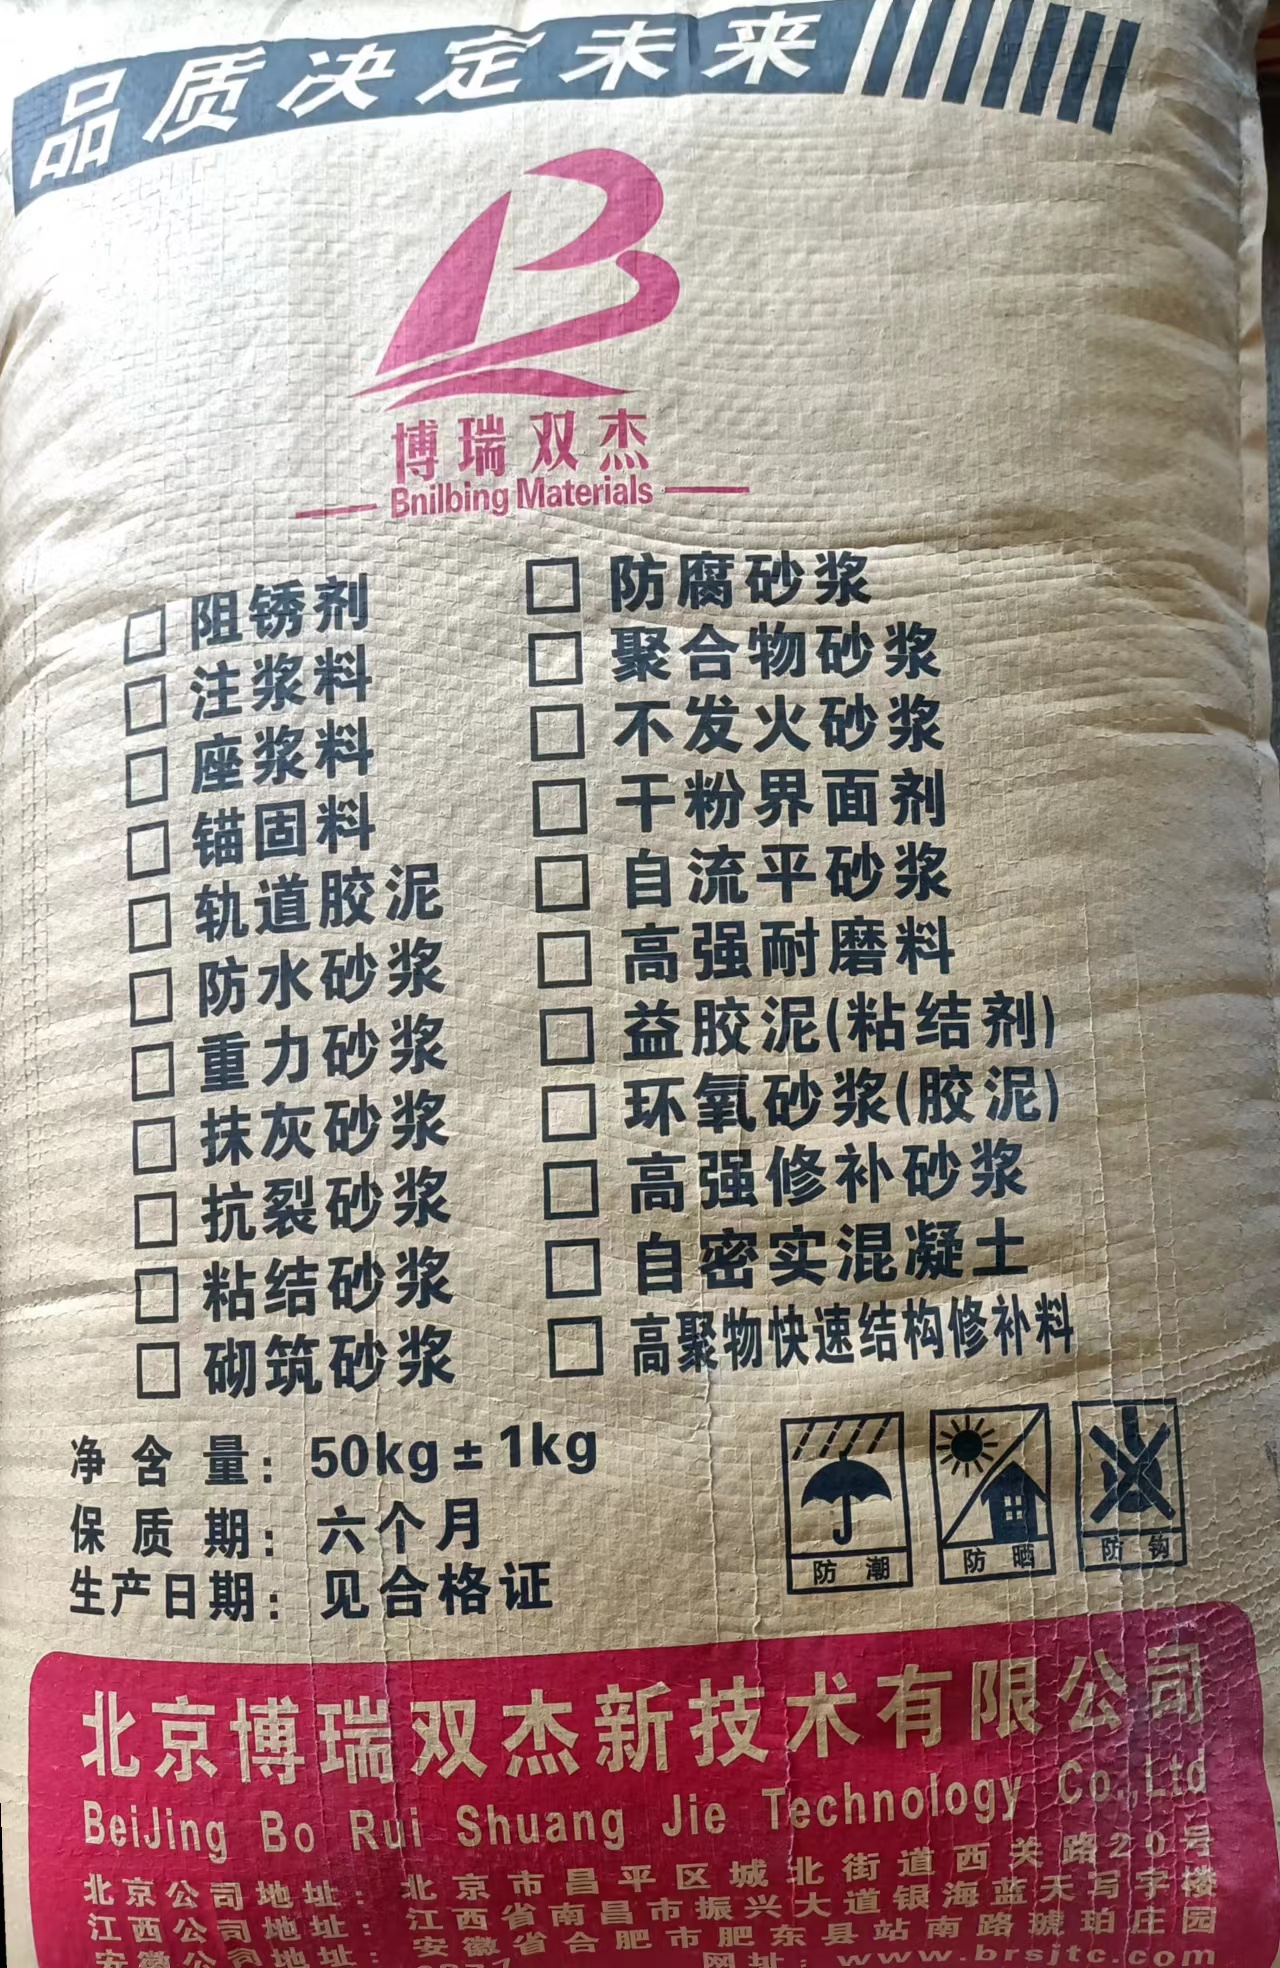 品质决定未来
博瑞双杰
Bnilbing Materials
□ 阻锈剂 □ 防腐砂浆
□ 注浆料 □ 聚合物砂浆
□ 座浆料 □ 不发火砂浆
□ 锚固料 □ 干粉界面剂
□ 轨道胶泥 □ 自流平砂浆
□ 防水砂浆 □ 高强耐磨料
□ 重力砂浆 □ 益胶泥(粘结剂)
□ 抹灰砂浆 □ 环氧砂浆(胶泥)
□ 抗裂砂浆 □ 高强修补砂浆
□ 粘结砂浆 □ 自密实混凝土
□ 砌筑砂浆 □ 高聚物快速结构修补料
净含量：50kg±1kg
保质期：六个月
生产日期：见合格证
防潮 防晒 防钩
北京博瑞双杰新技术有限公司
BeiJing Bo Rui Shuang Jie Technology Co.,Ltd
北京公司地址：北京市昌平区城北街道西关路20号
江西公司地址：江西省南昌市振兴大道银海蓝天写字楼
安徽公司地址：安徽省合肥市肥东县站南路琥珀庄园
网址：www.brsjtc.com